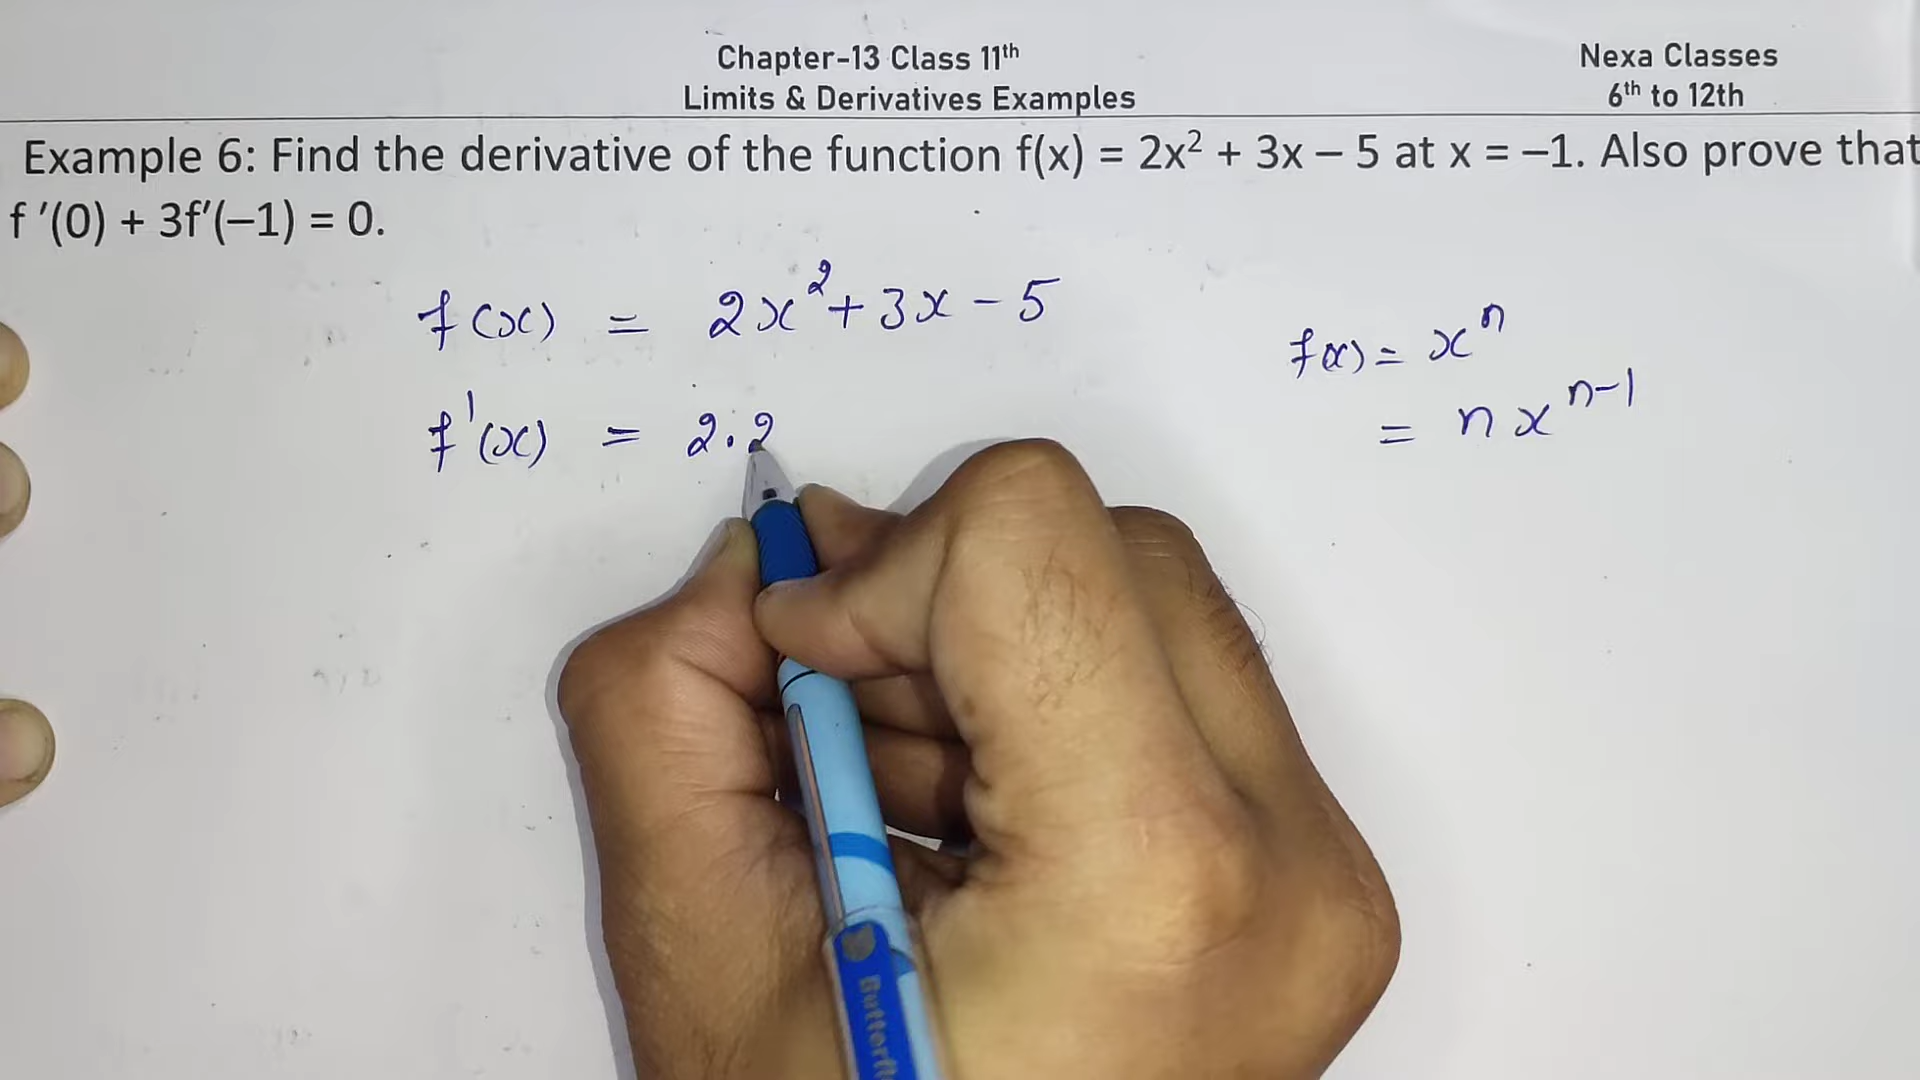 Chapter-13 Class 11th
Limits & Derivatives Examples
Nexa Classes
6th to 12th
Example 6: Find the derivative of the function f(x) = 2x² + 3x – 5 at x = –1. Also prove that
f ′(0) + 3f′(–1) = 0.
f(x) = 2x² + 3x - 5
f'(x) = 2.2
f(x) = xⁿ
= n xⁿ⁻¹